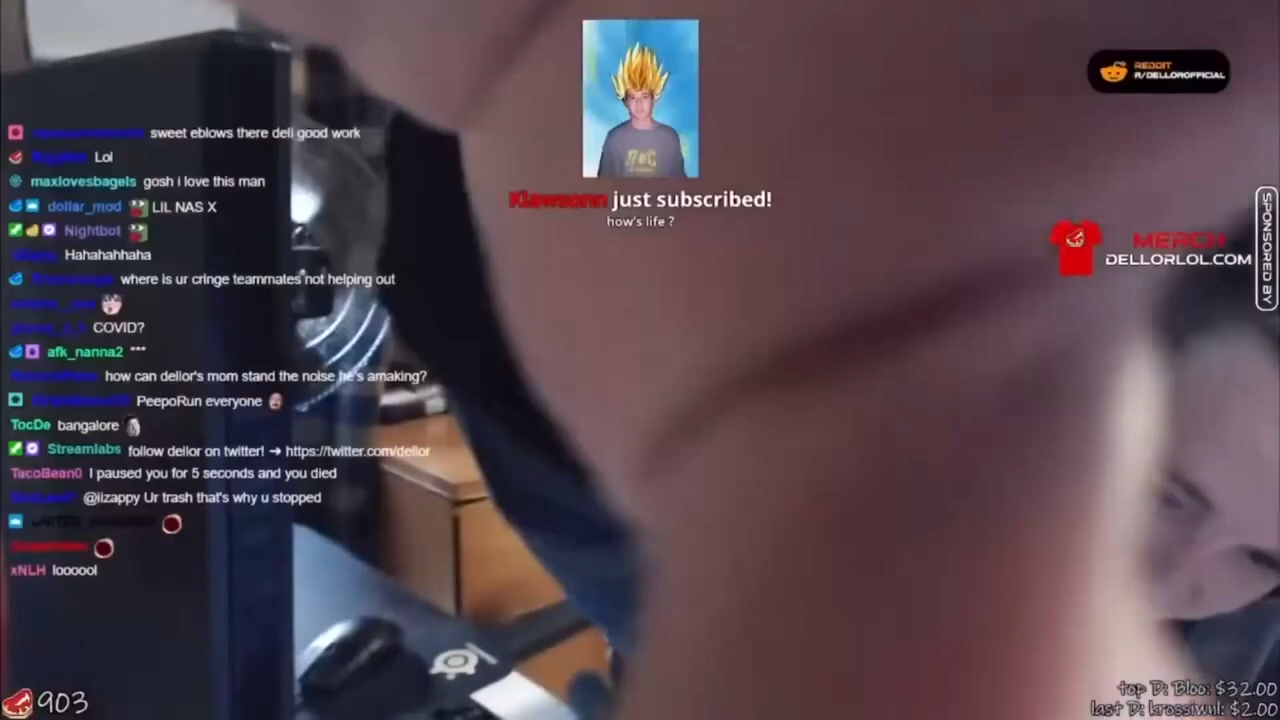 sweet eblows there dell good work
REDDIT
R/DELLOROFFICIAL
Lol
maxlovesbagels gosh i love this man
Klawsonn just subscribed!
dollar_mod LIL NAS X
how's life ?
Nightbot
MERCH
DELLORLOL.COM
SPONSORED BY
Hahahahhaha
where is ur cringe teammates not helping out
COVID?
afk_nanna2 ***
how can dellor's mom stand the noise he's amaking?
PeepoRun everyone
TocDe bangalore
Streamlabs follow dellor on twitter! ➔ https://twitter.com/dellor
TacoBean0 I paused you for 5 seconds and you died
@iizappy Ur trash that's why u stopped
xNLH loooool
903
top D: Bloo: $32.00
last D: krossiwul: $2.00